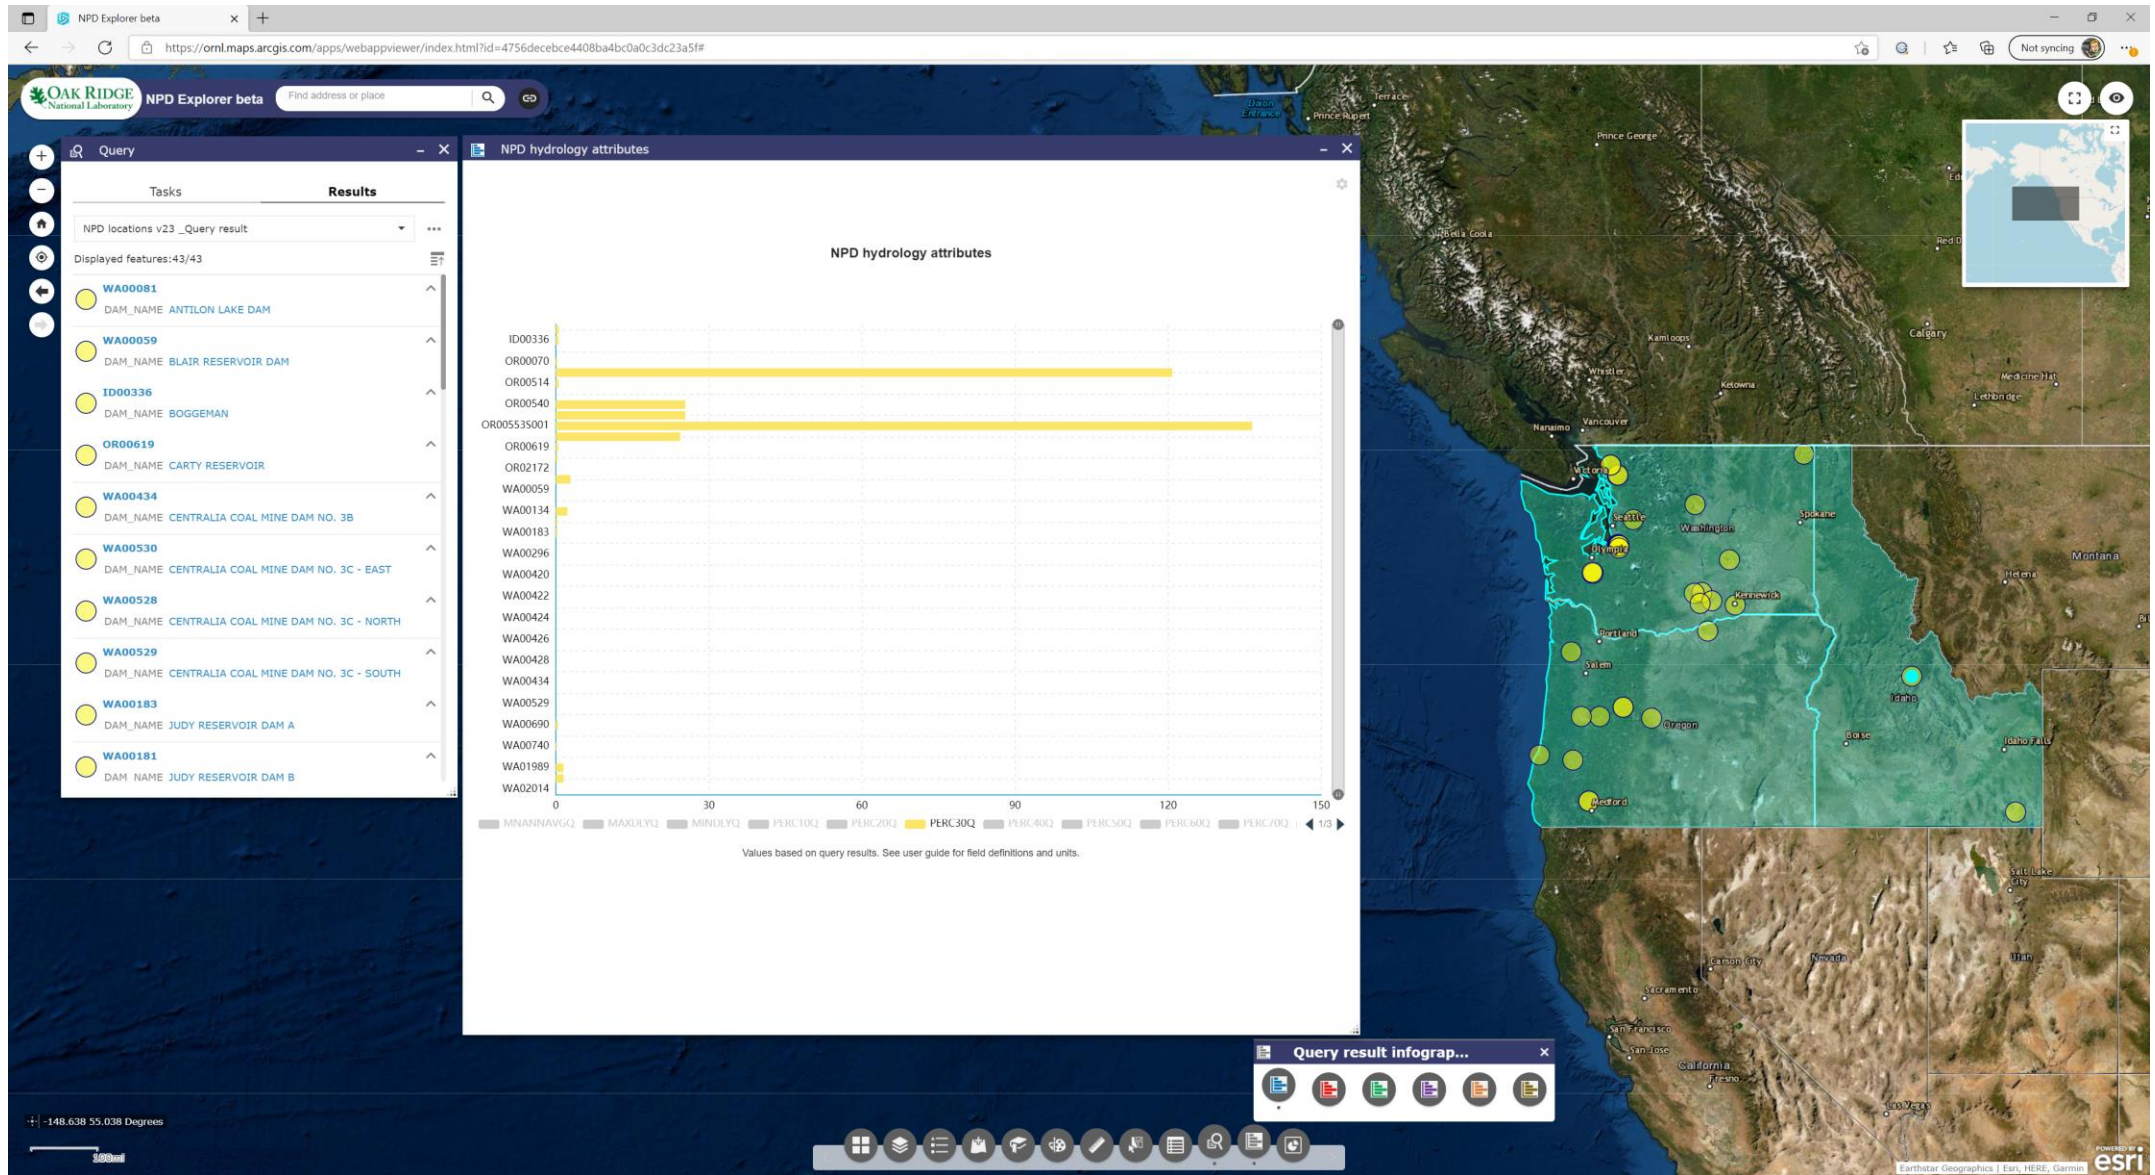 NPD Explorer beta
https://ornl.maps.arcgis.com/apps/webappviewer/index.html?id=4756decebce4408ba4bc0a0c3dc23a5f#
Not syncing
OAK RIDGE
National Laboratory
NPD Explorer beta
Find address or place
Query
Tasks
Results
NPD locations v23 _Query result
Displayed features:43/43
WA00081
DAM_NAME ANTILON LAKE DAM
WA00059
DAM_NAME BLAIR RESERVOIR DAM
ID00336
DAM_NAME BOGGEMAN
OR00619
DAM_NAME CARTY RESERVOIR
WA00434
DAM_NAME CENTRALIA COAL MINE DAM NO. 3B
WA00530
DAM_NAME CENTRALIA COAL MINE DAM NO. 3C - EAST
WA00528
DAM_NAME CENTRALIA COAL MINE DAM NO. 3C - NORTH
WA00529
DAM_NAME CENTRALIA COAL MINE DAM NO. 3C - SOUTH
WA00183
DAM_NAME JUDY RESERVOIR DAM A
WA00181
DAM_NAME JUDY RESERVOIR DAM B
NPD hydrology attributes
NPD hydrology attributes
ID00336
OR00070
OR00514
OR00540
OR00553S001
OR00619
OR02172
WA00059
WA00134
WA00183
WA00296
WA00420
WA00422
WA00424
WA00426
WA00428
WA00434
WA00529
WA00690
WA00740
WA01989
WA02014
0 30 60 90 120 150
MNANNAVGQ MAXDLYQ MINDLYQ PERC10Q PERC20Q PERC30Q PERC40Q PERC50Q PERC60Q PERC70Q 1/3
Values based on query results. See user guide for field definitions and units.
Dixon
Entrance
Terrace
Prince Rupert
Prince George
Bella Coola
Red D
Calgary
Kamloops
Whistler
Kelowna
Medicine Hat
Lethbridge
Vancouver
Nanaimo
Victoria
Seattle
Washington
Spokane
Olympia
Montana
Helena
Kennewick
Portland
Salem
Idaho
Oregon
Boise
Idaho Falls
Medford
Salt Lake
City
Carson City
Nevada
Utah
Sacramento
San Francisco
San Jose
California
Fresno
Las Vegas
Query result infograp...
-148.638 55.038 Degrees
100mi
Earthstar Geographics | Esri, HERE, Garmin
POWERED BY
esri